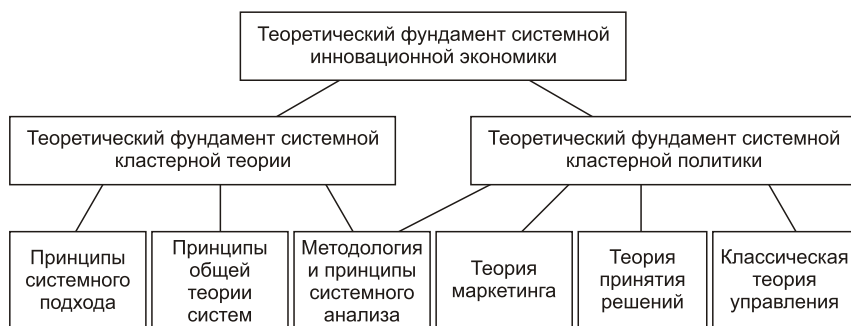 Теоретический фундамент системной
инновационной экономики
Теоретический фундамент системной
кластерной теории
Теоретический фундамент системной
кластерной политики
Принципы
системного
подхода
Принципы
общей
теории
систем
Методология
и принципы
системного
анализа
Теория
маркетинга
Теория
принятия
решений
Классическая
теория
управления